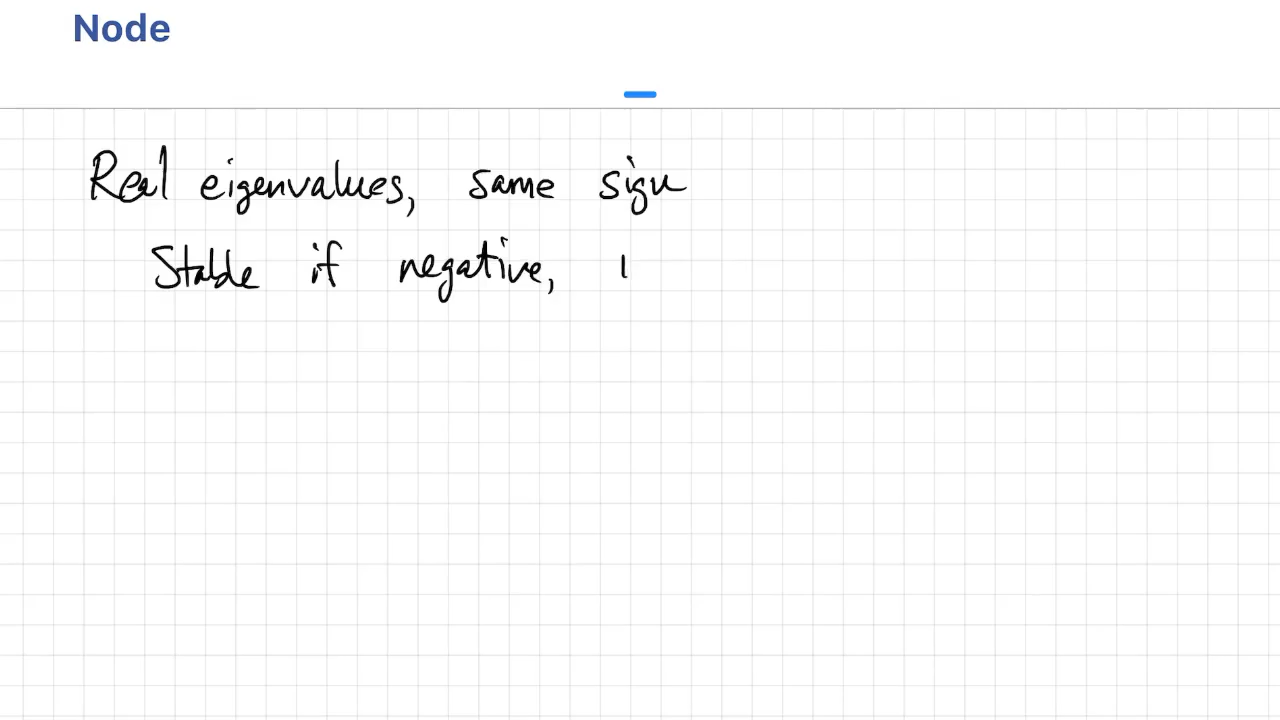 Node
Real eigenvalues, same sign
Stable if negative,